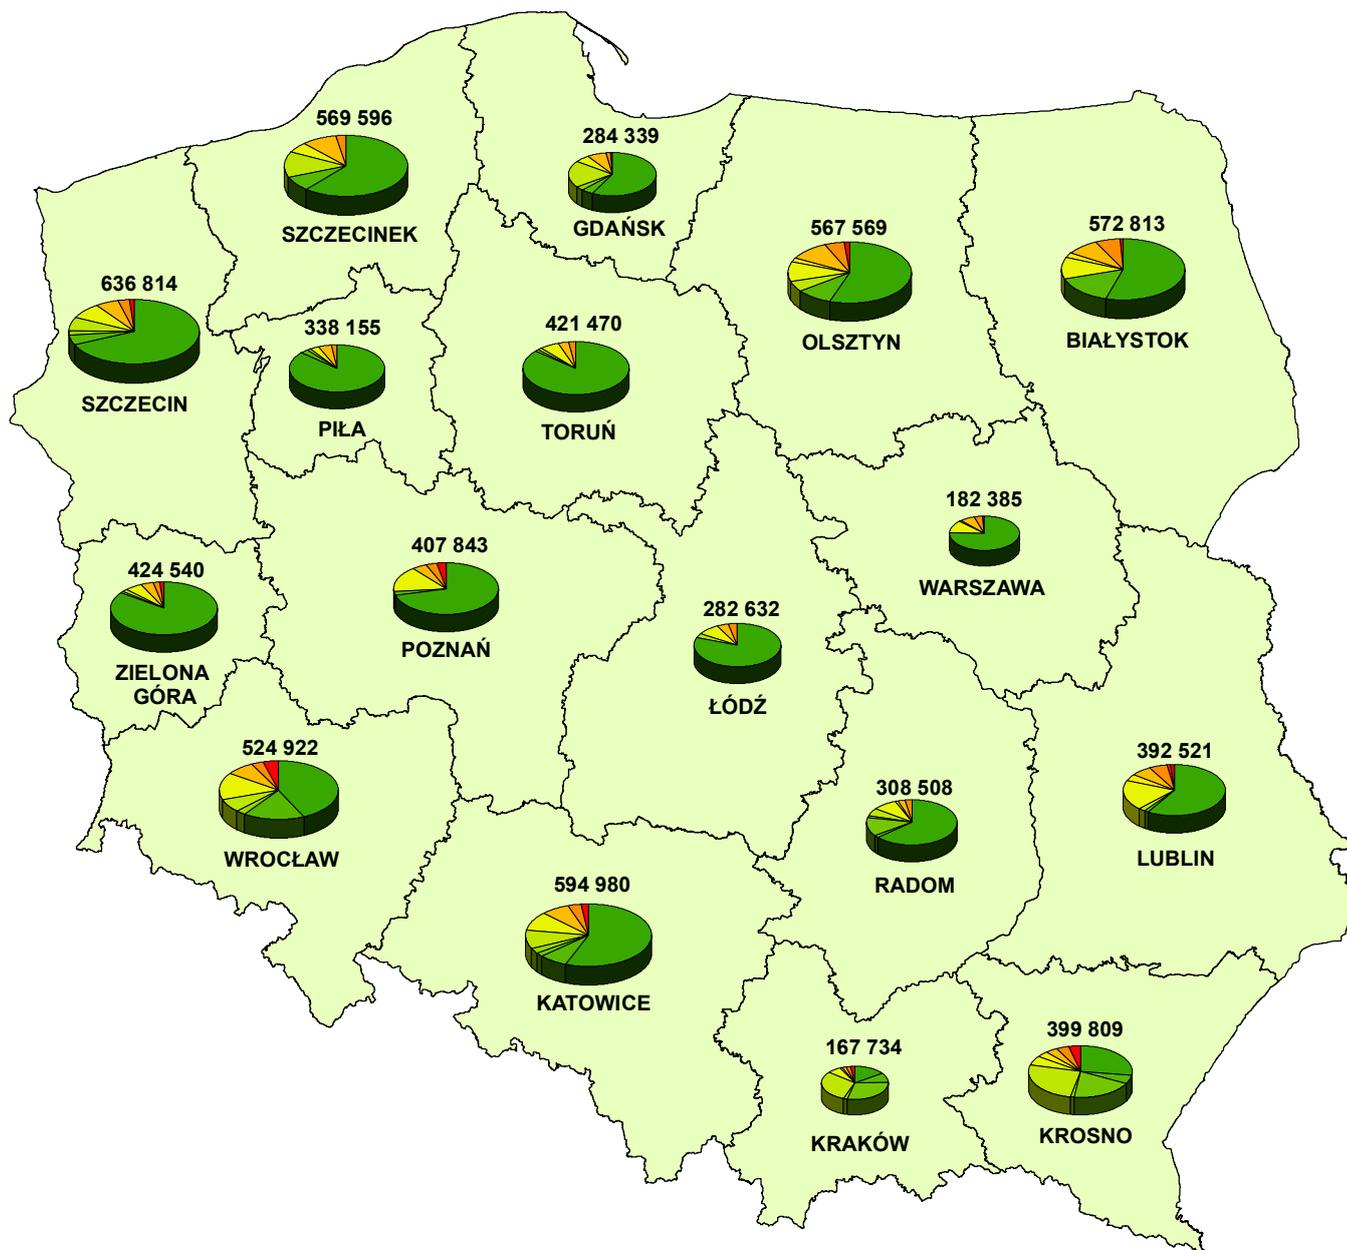 569 596
SZCZECINEK
284 339
GDAŃSK
567 569
OLSZTYN
572 813
BIAŁYSTOK
636 814
SZCZECIN
338 155
PIŁA
421 470
TORUŃ
182 385
WARSZAWA
424 540
ZIELONA
GÓRA
407 843
POZNAŃ
282 632
ŁÓDŹ
524 922
WROCŁAW
308 508
RADOM
392 521
LUBLIN
594 980
KATOWICE
167 734
KRAKÓW
399 809
KROSNO